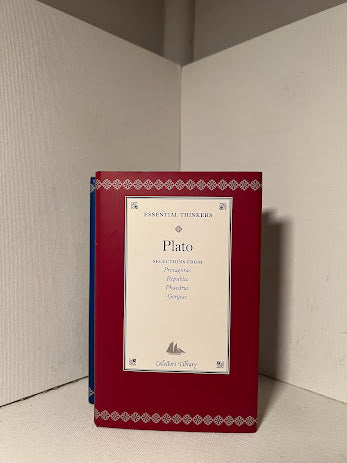 ESSENTIAL THINKERS
Plato
SELECTIONS FROM
Protagoras
Republic
Phaedrus
Gorgias
Collector's Library